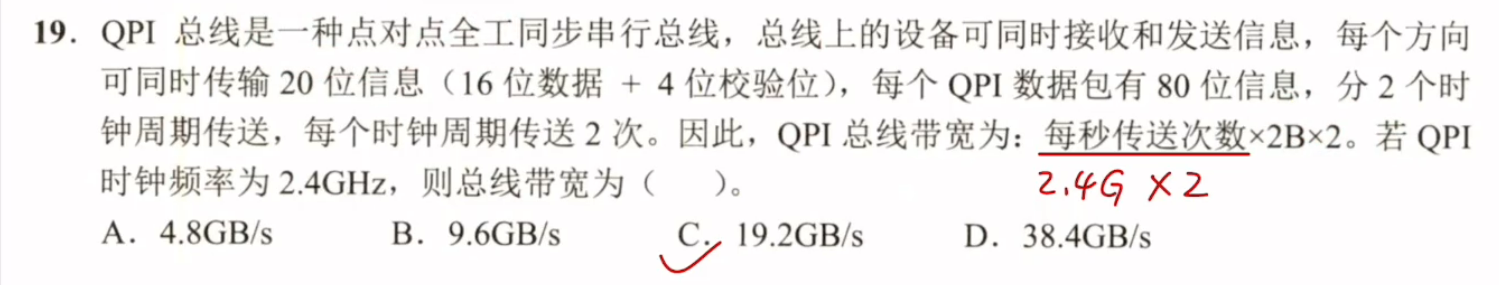 19. QPI 总线是一种点对点全工同步串行总线，总线上的设备可同时接收和发送信息，每个方向
可同时传输 20 位信息（16 位数据 + 4 位校验位），每个 QPI 数据包有 80 位信息，分 2 个时
钟周期传送，每个时钟周期传送 2 次。因此，QPI 总线带宽为：每秒传送次数×2B×2。若 QPI
时钟频率为 2.4GHz，则总线带宽为（ ）。
2.4G ×2
A. 4.8GB/s B. 9.6GB/s C. 19.2GB/s D. 38.4GB/s